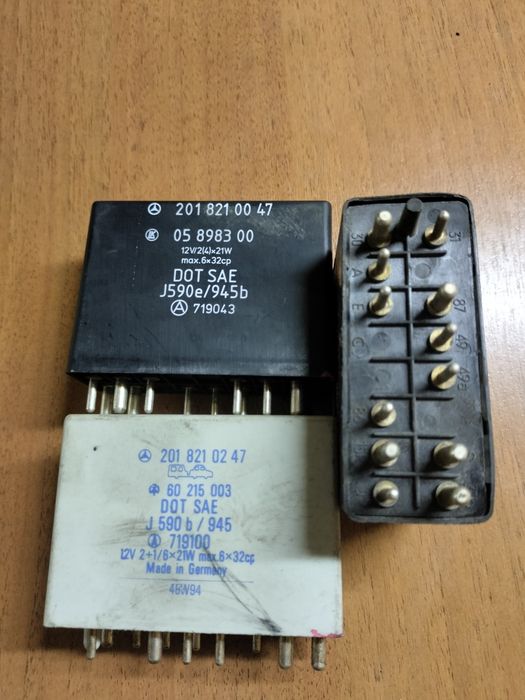 201 821 00 47
05 8983 00
12V/2(4)×21W
max.6×32cp
DOT SAE
J590e/945b
A 719043
201 821 02 47
60 215 003
DOT SAE
J 590 b / 945
A 719100
12V 2+1/6×21W max.6×32cp
Made in Germany
48W94
30
31
A
E
87
49
49a